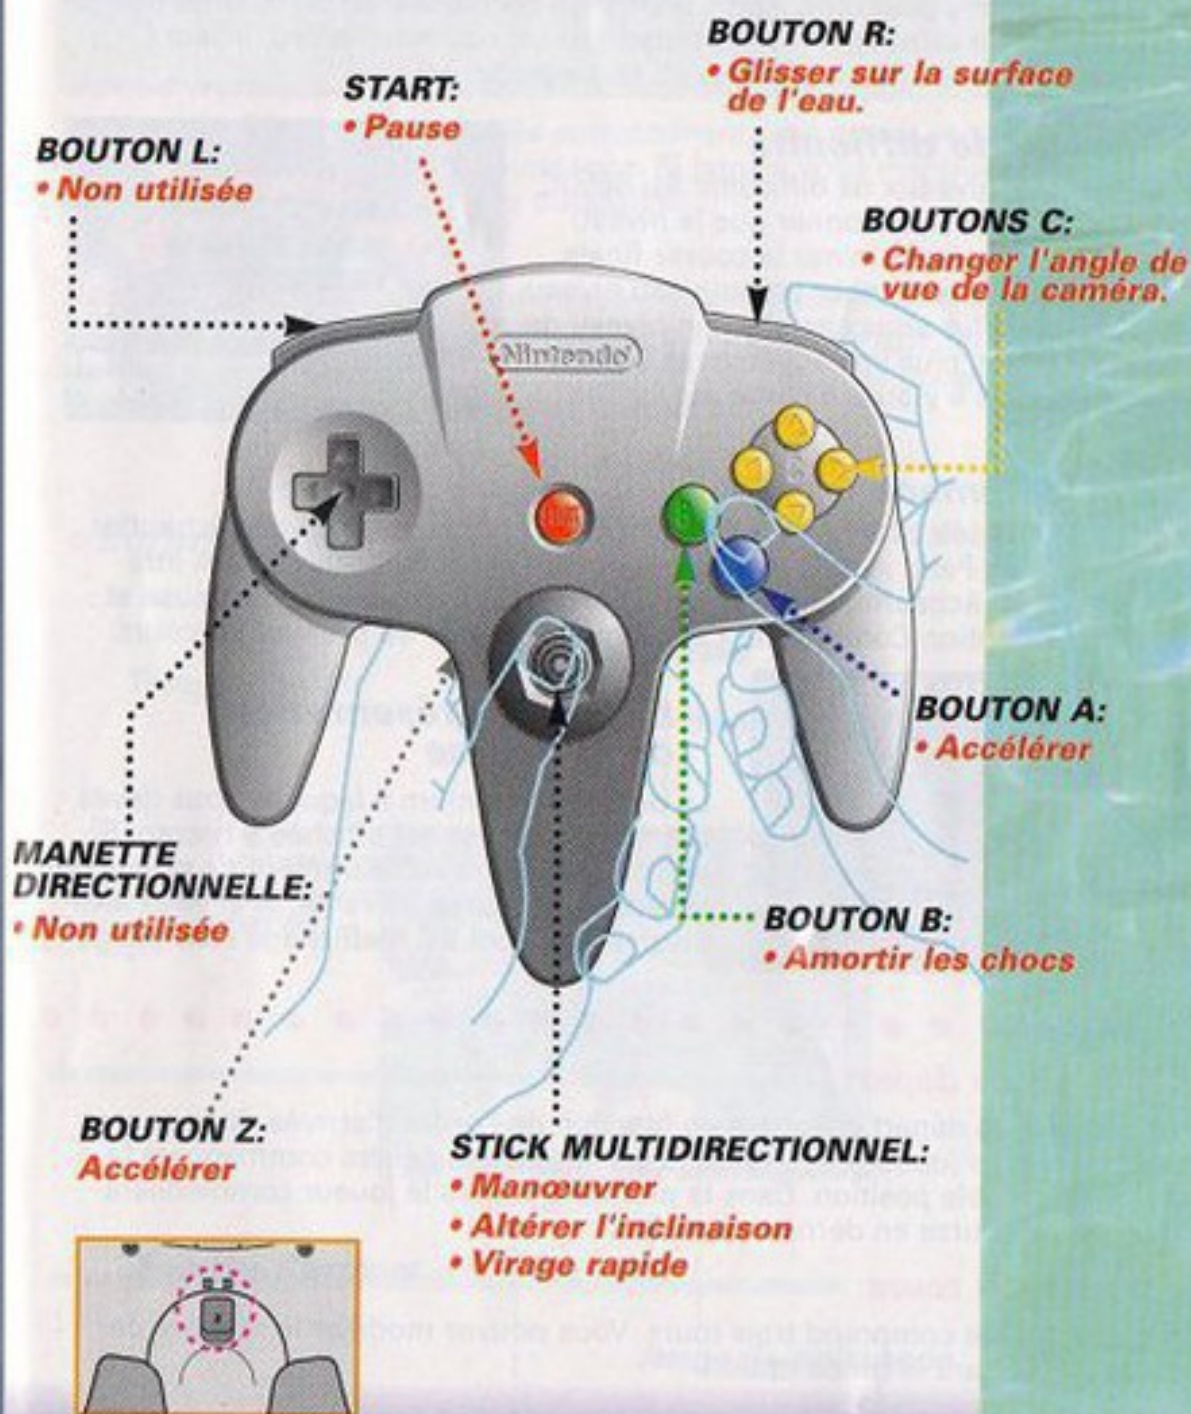 BOUTON R:
• Glisser sur la surface
de l'eau.
START:
• Pause
BOUTON L:
• Non utilisée
BOUTONS C:
• Changer l'angle de
vue de la caméra.
Nintendo
BOUTON A:
• Accélérer
MANETTE
DIRECTIONNELLE:
• Non utilisée
BOUTON B:
• Amortir les chocs
BOUTON Z:
Accélérer
STICK MULTIDIRECTIONNEL:
• Manœuvrer
• Altérer l'inclinaison
• Virage rapide